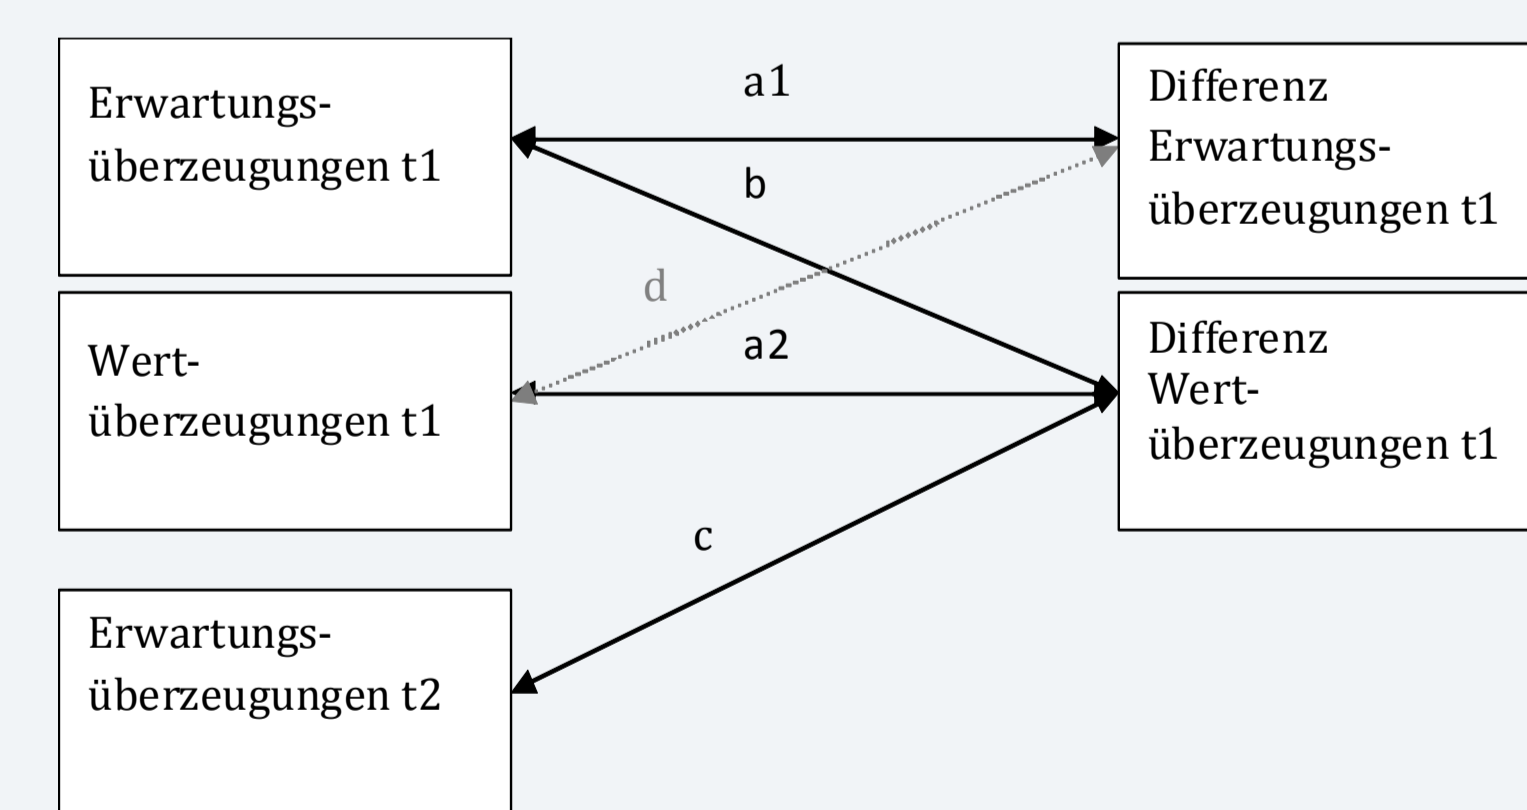 Erwartungs-
überzeugungen t1
a1
Differenz
Erwartungs-
überzeugungen t1
b
d
a2
Wert-
überzeugungen t1
Differenz
Wert-
überzeugungen t1
c
Erwartungs-
überzeugungen t2